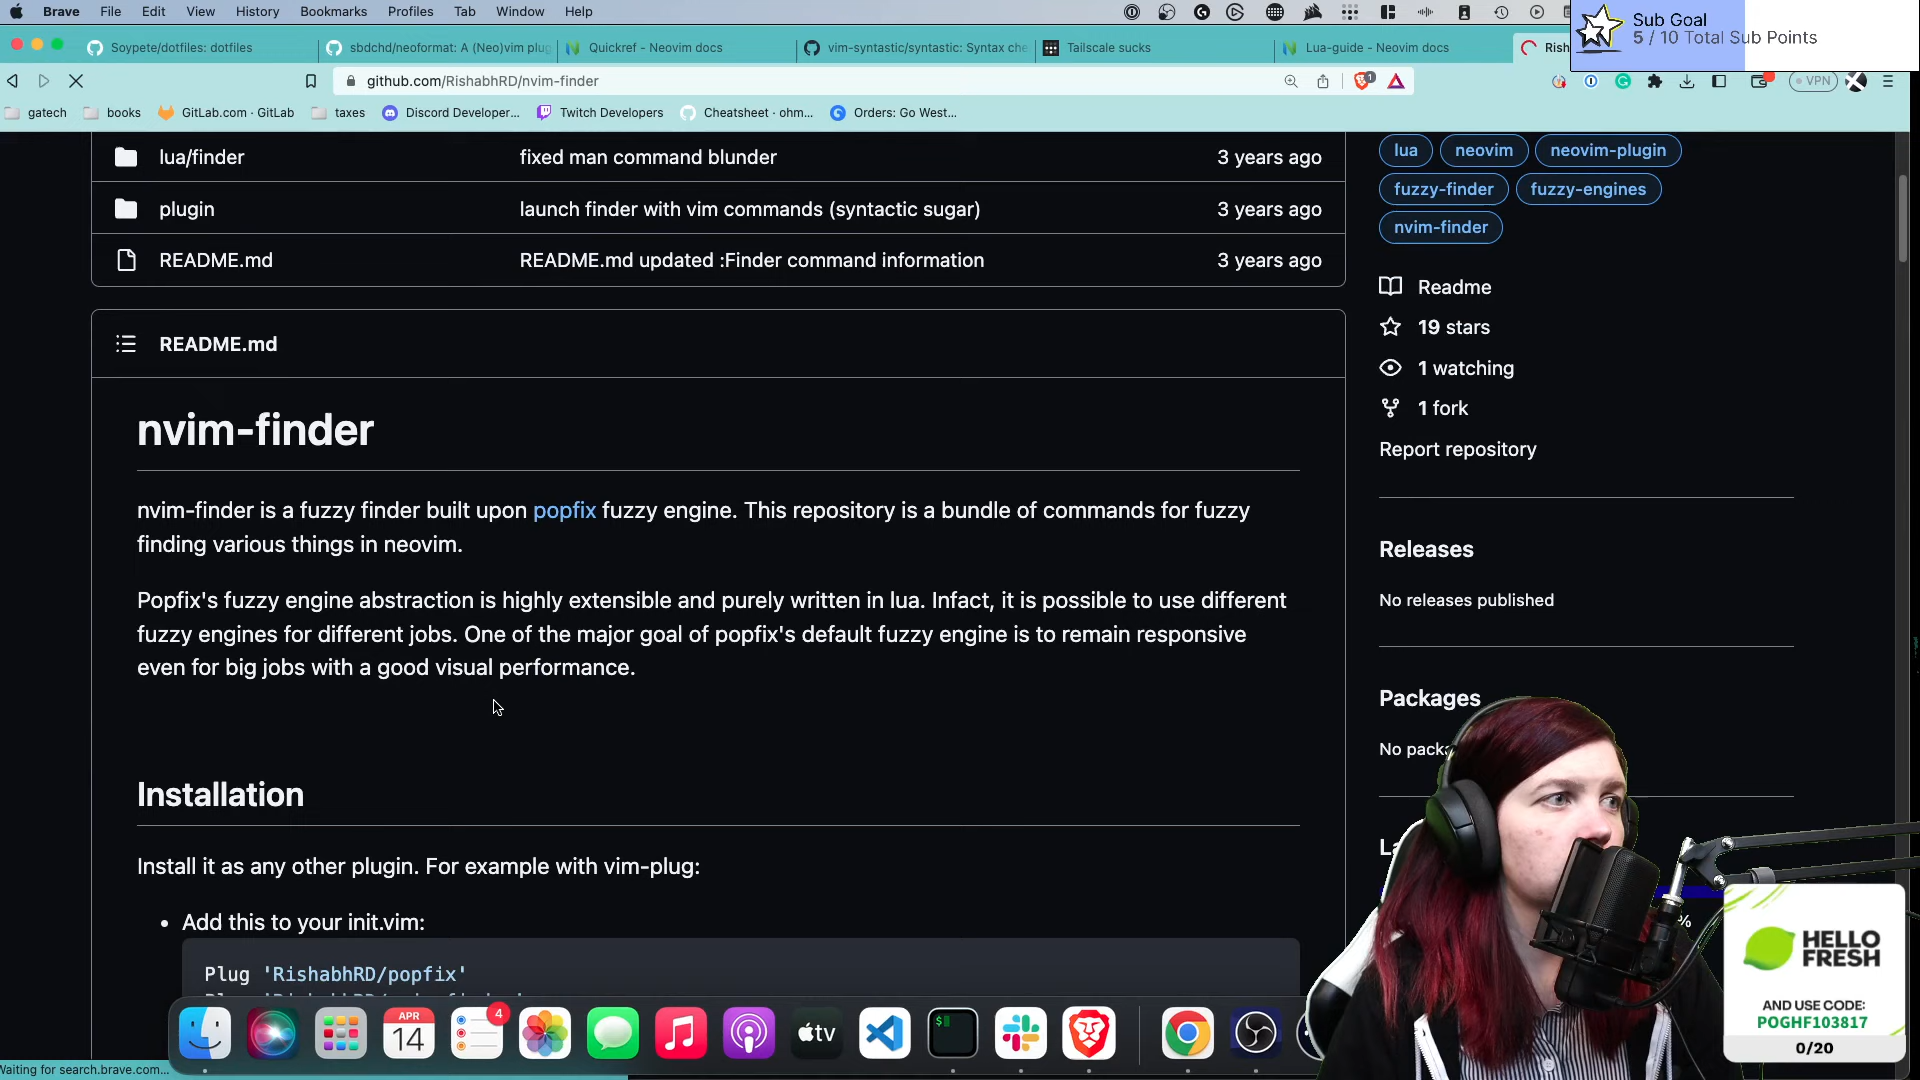 Brave File Edit View History Bookmarks Profiles Tab Window Help
Sub Goal
5 / 10 Total Sub Points
Soypete/dotfiles: dotfiles
sbdchd/neoformat: A (Neo)vim plug
Quickref - Neovim docs
vim-syntastic/syntastic: Syntax che
Tailscale sucks
Lua-guide - Neovim docs
Rish
github.com/RishabhRD/nvim-finder
1
VPN
gatech
books
GitLab.com · GitLab
taxes
Discord Developer...
Twitch Developers
Cheatsheet · ohm...
Orders: Go West...
lua/finder fixed man command blunder 3 years ago
plugin launch finder with vim commands (syntactic sugar) 3 years ago
README.md README.md updated :Finder command information 3 years ago
README.md
nvim-finder
nvim-finder is a fuzzy finder built upon popfix fuzzy engine. This repository is a bundle of commands for fuzzy
finding various things in neovim.
Popfix's fuzzy engine abstraction is highly extensible and purely written in lua. Infact, it is possible to use different
fuzzy engines for different jobs. One of the major goal of popfix's default fuzzy engine is to remain responsive
even for big jobs with a good visual performance.
Installation
Install it as any other plugin. For example with vim-plug:
• Add this to your init.vim:
Plug 'RishabhRD/popfix'
lua neovim neovim-plugin
fuzzy-finder fuzzy-engines
nvim-finder
Readme
19 stars
1 watching
1 fork
Report repository
Releases
No releases published
Packages
No packa
La
%
HELLO
FRESH
AND USE CODE:
POGHF103817
0/20
APR
14
4
tv
$
Waiting for search.brave.com...